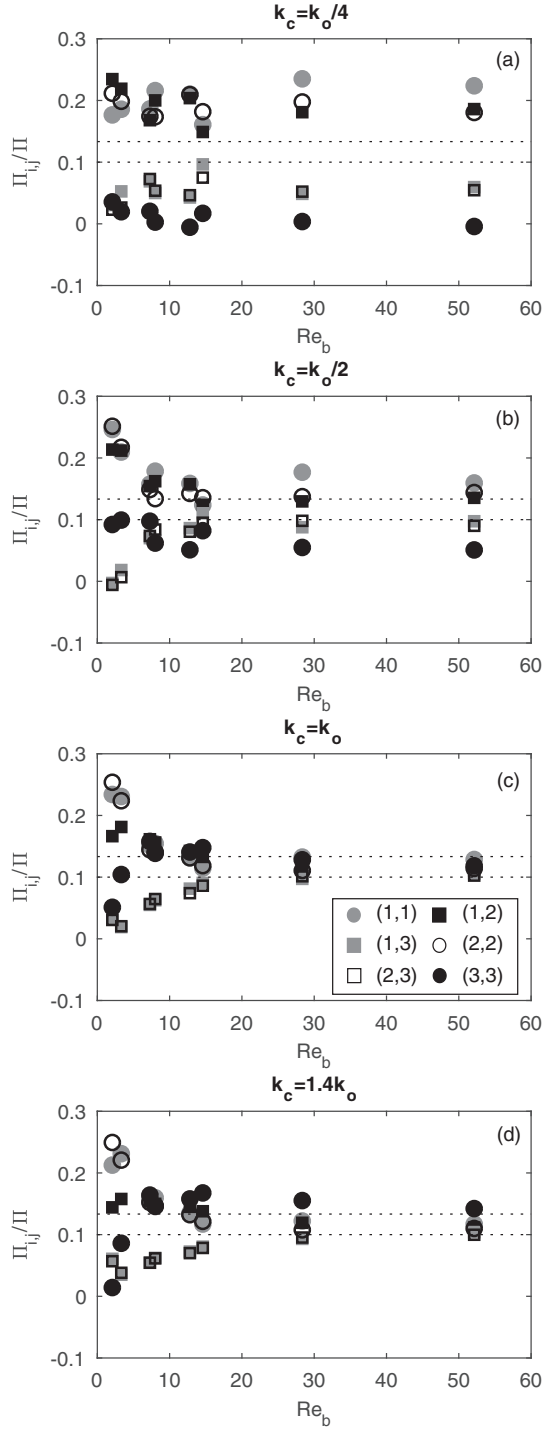 k_c=k_o/4
(a)
0.3
0.2
0.1
0
-0.1
Π_{i,j}/Π
0 10 20 30 40 50 60
Re_b
k_c=k_o/2
(b)
0.3
0.2
0.1
0
-0.1
Π_{i,j}/Π
0 10 20 30 40 50 60
Re_b
k_c=k_o
(c)
0.3
0.2
0.1
0
-0.1
Π_{i,j}/Π
(1,1) (1,2)
(1,3) (2,2)
(2,3) (3,3)
0 10 20 30 40 50 60
Re_b
k_c=1.4k_o
(d)
0.3
0.2
0.1
0
-0.1
Π_{i,j}/Π
0 10 20 30 40 50 60
Re_b